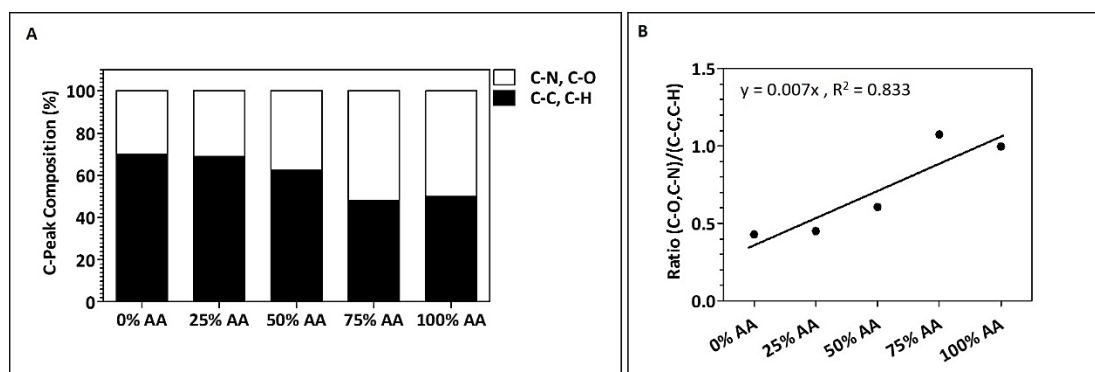 A
C-Peak Composition (%)
100
80
60
40
20
0
0% AA 25% AA 50% AA 75% AA 100% AA
C-N, C-O
C-C, C-H
B
Ratio (C-O,C-N)/(C-C,C-H)
1.5
1.0
0.5
0.0
y = 0.007x , R² = 0.833
0% AA
25% AA
50% AA
75% AA
100% AA